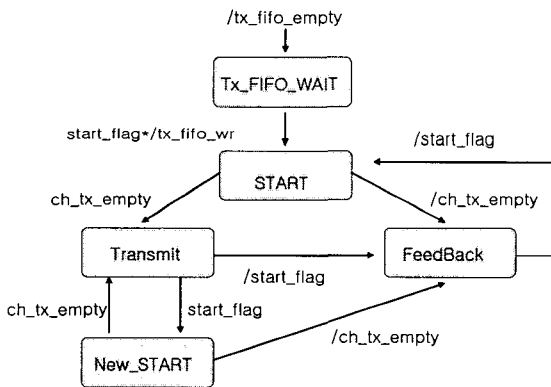 /tx_fifo_empty
Tx_FIFO_WAIT
start_flag*/tx_fifo_wr
/start_flag
START
ch_tx_empty
/ch_tx_empty
Transmit
FeedBack
/start_flag
ch_tx_empty
start_flag
/ch_tx_empty
New_START